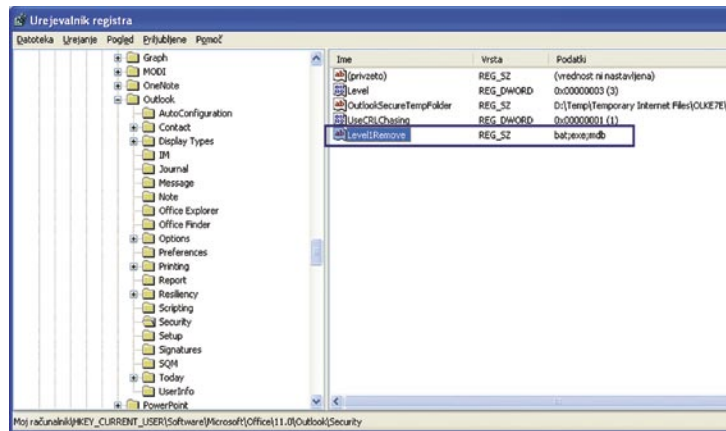 Urejevalnik registra
Datoteka Urejanje Pogled Priljubljene Pomoč
Graph
MODI
OneNote
Outlook
AutoConfiguration
Contact
Display Types
IM
Journal
Message
Note
Office Explorer
Office Finder
Options
Preferences
Printing
Report
Resiliency
Scripting
Security
Setup
Signatures
SQM
Today
UserInfo
PowerPoint
Ime Vrsta Podatki
(privzeto) REG_SZ (vrednost ni nastavljena)
Level REG_DWORD 0x00000003 (3)
OutlookSecureTempFolder REG_SZ D:\Temp\Temporary Internet Files\OLKE7E\
UseCRLChasing REG_DWORD 0x00000001 (1)
Level1Remove REG_SZ bat;exe;mdb
Moj računalnik\HKEY_CURRENT_USER\Software\Microsoft\Office\11.0\Outlook\Security